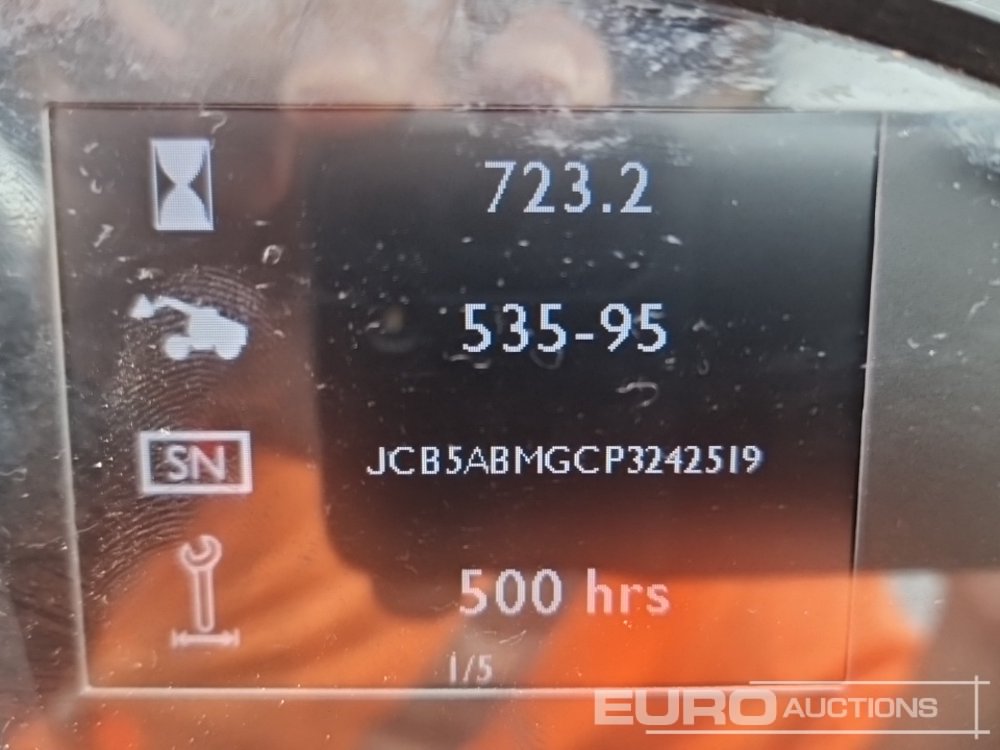 723.2
535-95
SN
JCB5ABMGCP3242519
500 hrs
1/5
EURO AUCTIONS